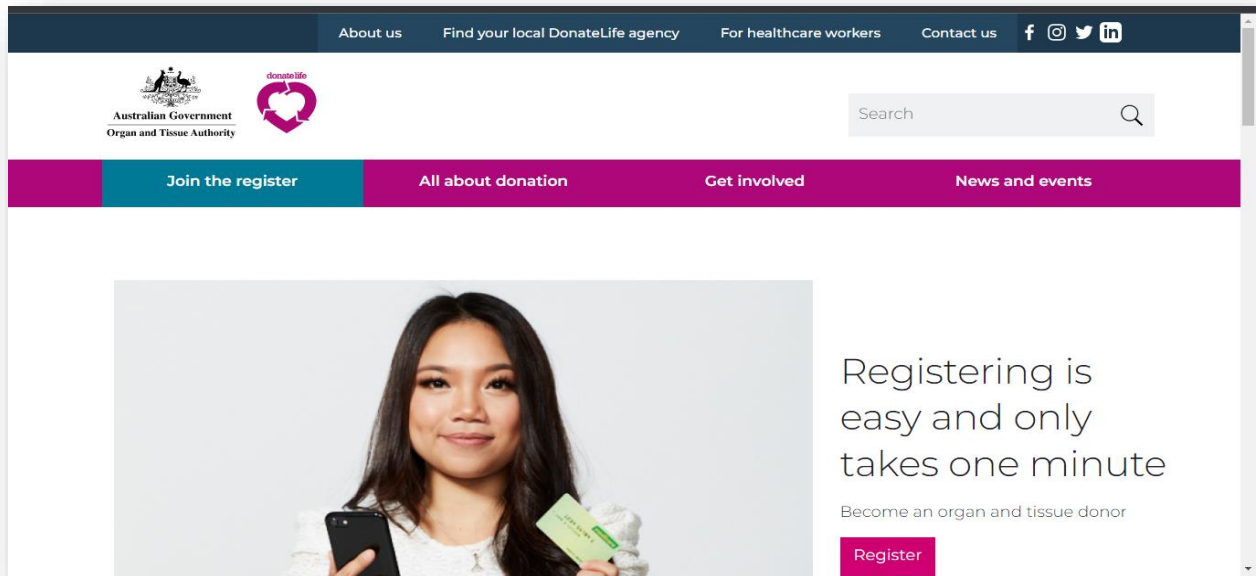 About us Find your local DonateLife agency For healthcare workers Contact us
donatelife
Australian Government
Organ and Tissue Authority
Search
Join the register All about donation Get involved News and events
Registering is
easy and only
takes one minute
Become an organ and tissue donor
Register